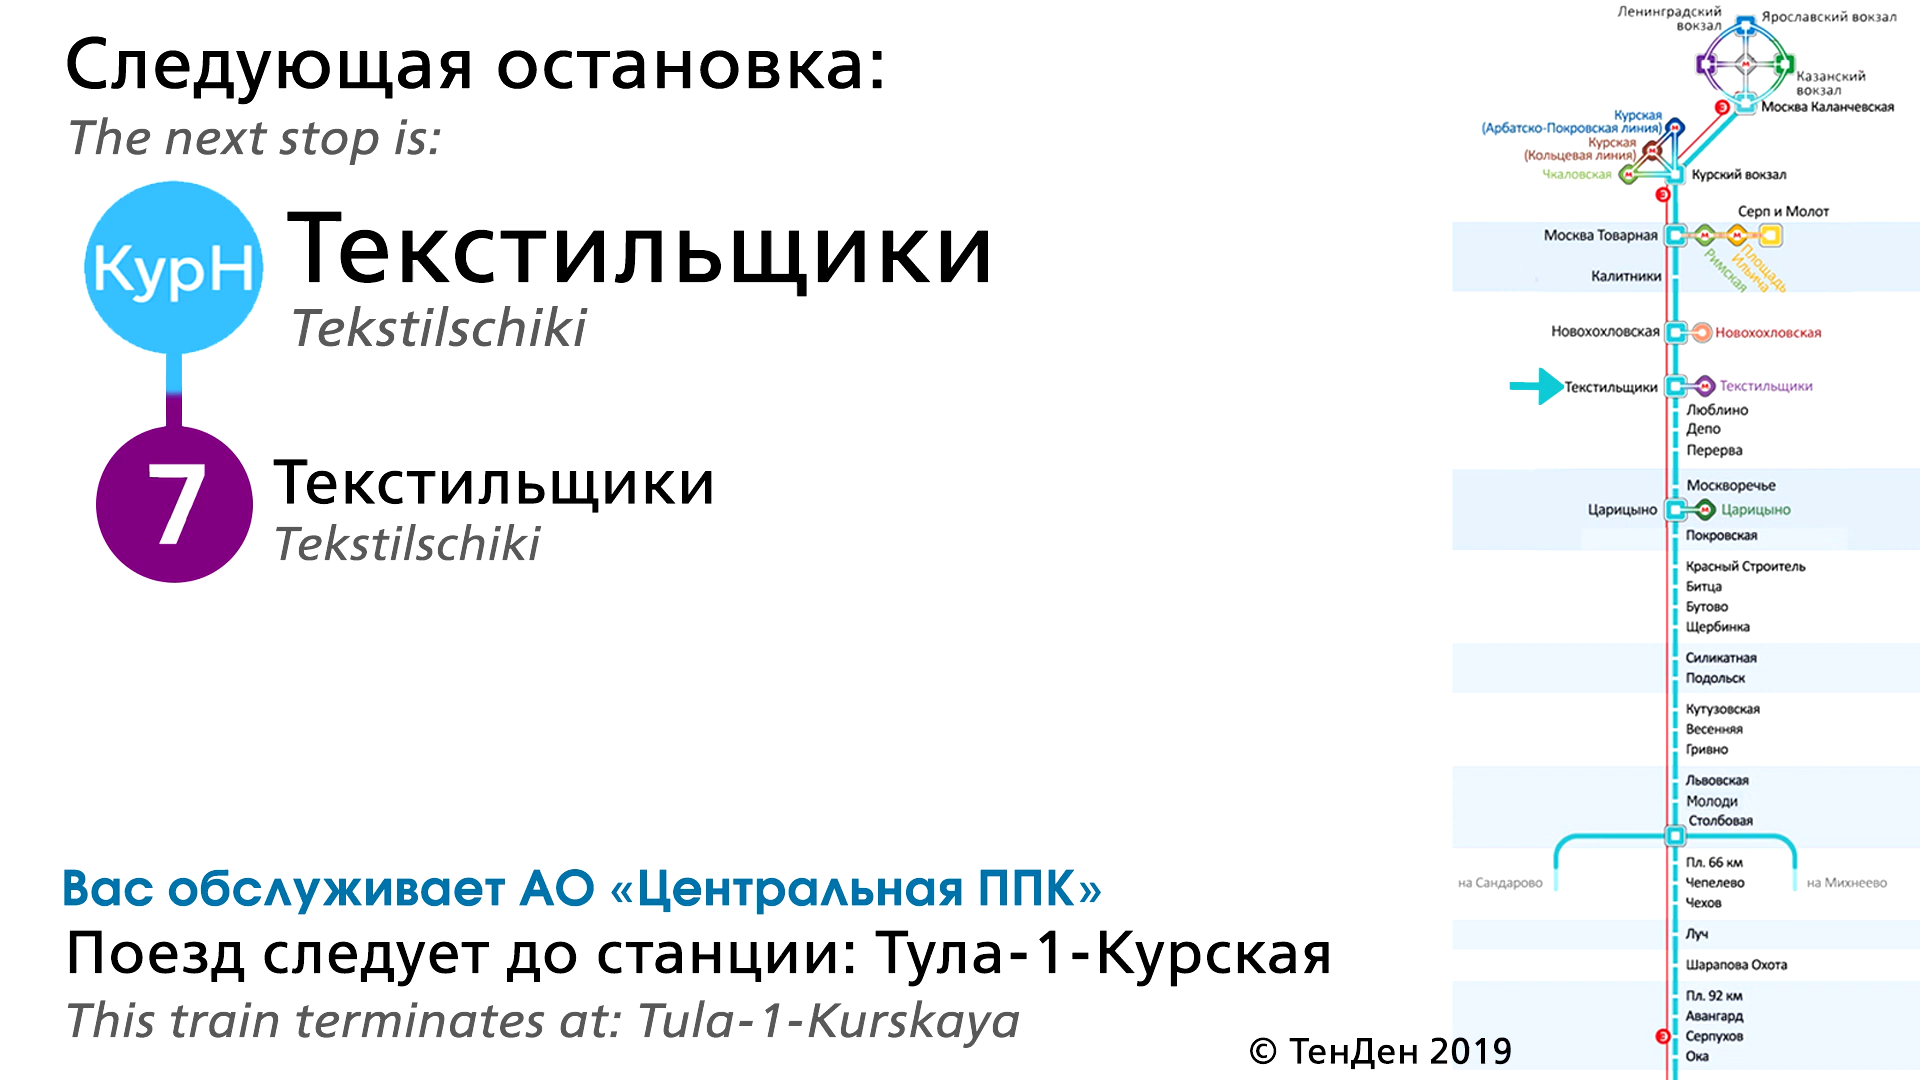 Следующая остановка:
The next stop is:
КурН
Текстильщики
Tekstilschiki
7
Текстильщики
Tekstilschiki
Вас обслуживает АО «Центральная ППК»
Поезд следует до станции: Тула-1-Курская
This train terminates at: Tula-1-Kurskaya
© ТенДен 2019
Ленинградский
вокзал
Ярославский вокзал
Казанский
вокзал
Москва Каланчевская
Э
Курская
(Арбатско-Покровская линия)
Курская
(Кольцевая линия)
Чкаловская
Курский вокзал
Э
Серп и Молот
Москва Товарная
Римская
Площадь
Ильича
Калитники
Новохохловская
Новохохловская
Текстильщики
Текстильщики
Люблино
Депо
Перерва
Москворечье
Царицыно
Царицыно
Покровская
Красный Строитель
Битца
Бутово
Щербинка
Силикатная
Подольск
Кутузовская
Весенняя
Гривно
Львовская
Молоди
Столбовая
на Сандарово
на Михнеево
Пл. 66 км
Чепелево
Чехов
Луч
Шарапова Охота
Пл. 92 км
Авангард
Э
Серпухов
Ока